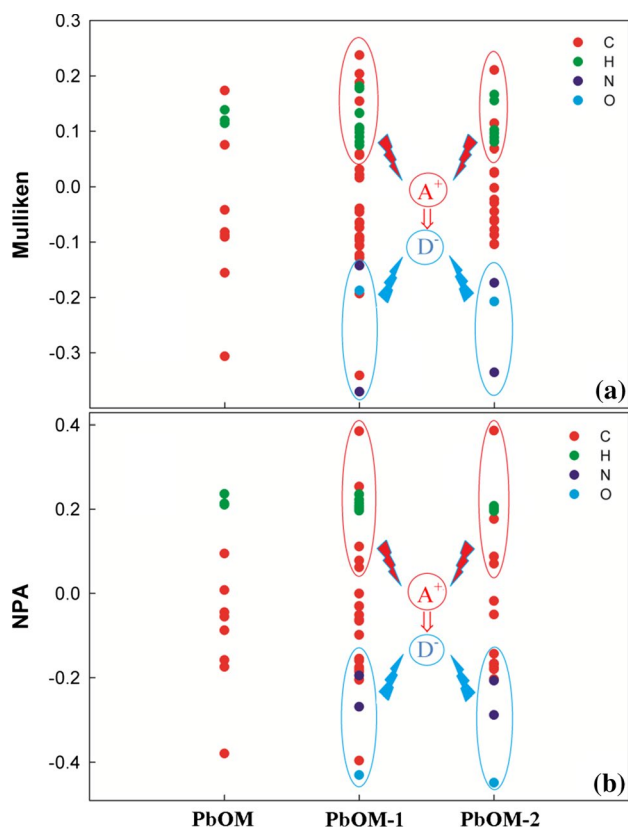 0.3
0.2
0.1
0.0
-0.1
-0.2
-0.3
Mulliken
C
H
N
O
A+
D-
(a)
0.4
0.2
0.0
-0.2
-0.4
NPA
C
H
N
O
A+
D-
(b)
PbOM PbOM-1 PbOM-2